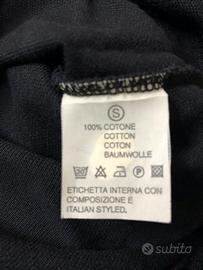 S
100% COTONE
COTTON
COTON
BAUMWOLLE
ETICHETTA INTERNA CON
COMPOSIZIONE E
ITALIAN STYLED.
subito